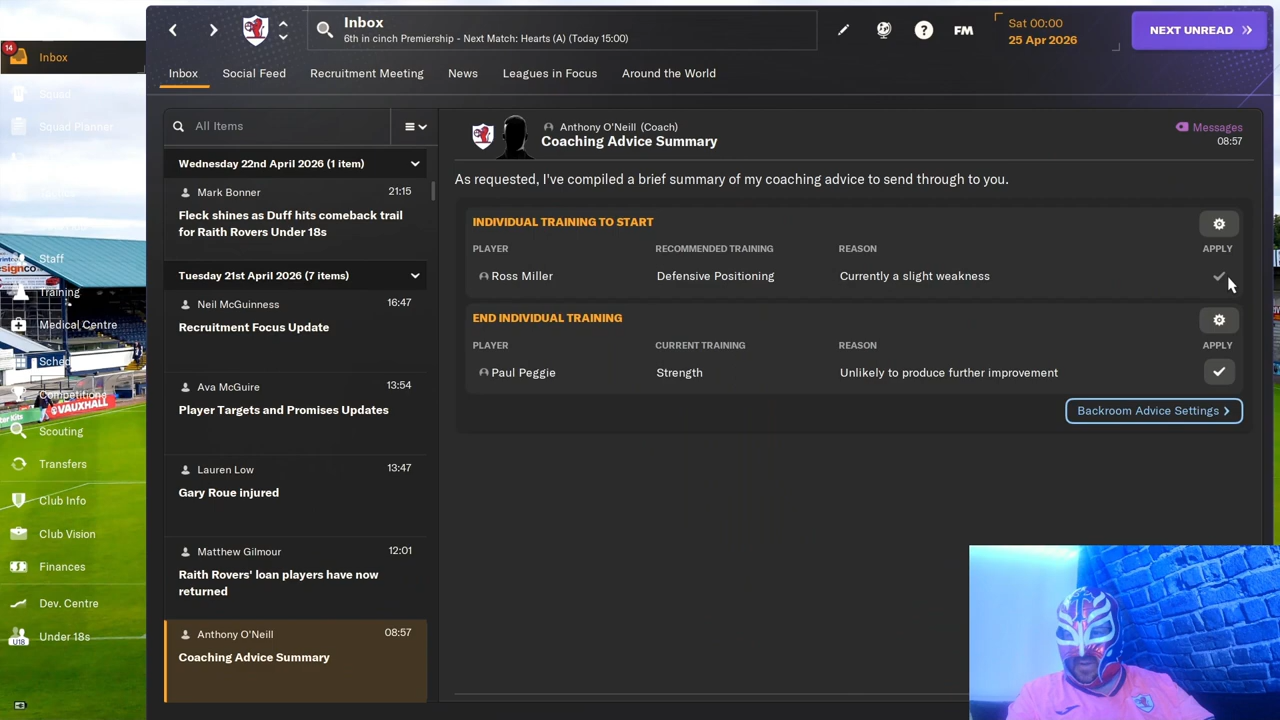 14
Inbox
Squad
Squad Planner
Staff
Training
Medical Centre
Sched
Competitions
Scouting
Transfers
Club Info
Club Vision
Finances
Dev. Centre
U18
Under 18s
VAUXHALL
Inbox
6th in cinch Premiership - Next Match: Hearts (A) (Today 15:00)
FM
Sat 00:00
25 Apr 2026
NEXT UNREAD
Inbox Social Feed Recruitment Meeting News Leagues in Focus Around the World
All Items
Wednesday 22nd April 2026 (1 item)
Mark Bonner 21:15
Fleck shines as Duff hits comeback trail
for Raith Rovers Under 18s
Tuesday 21st April 2026 (7 items)
Neil McGuinness 16:47
Recruitment Focus Update
Ava McGuire 13:54
Player Targets and Promises Updates
Lauren Low 13:47
Gary Roue injured
Matthew Gilmour 12:01
Raith Rovers' loan players have now
returned
Anthony O'Neill 08:57
Coaching Advice Summary
Anthony O'Neill (Coach)
Coaching Advice Summary
Messages
08:57
As requested, I've compiled a brief summary of my coaching advice to send through to you.
INDIVIDUAL TRAINING TO START
PLAYER RECOMMENDED TRAINING REASON APPLY
Ross Miller Defensive Positioning Currently a slight weakness
END INDIVIDUAL TRAINING
PLAYER CURRENT TRAINING REASON APPLY
Paul Peggie Strength Unlikely to produce further improvement
Backroom Advice Settings